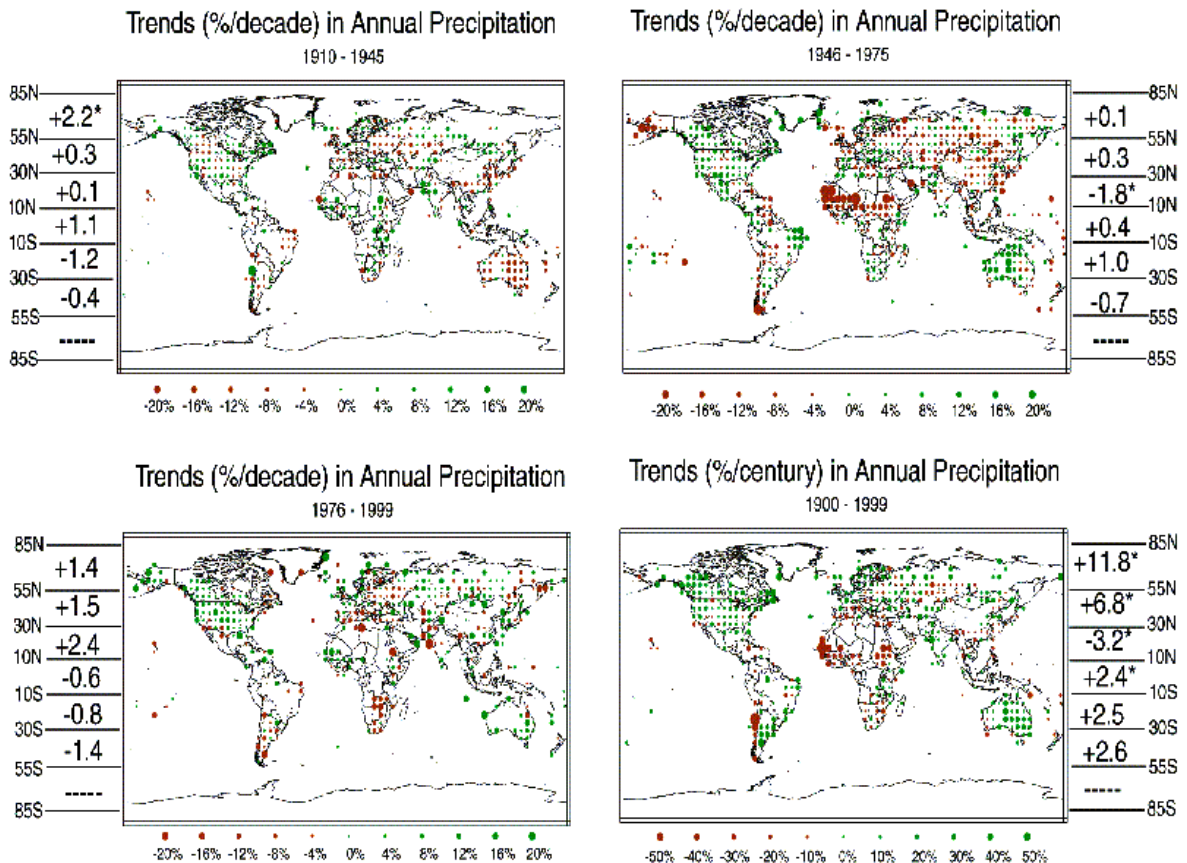 Trends (%/decade) in Annual Precipitation
1910 - 1945
85N
+2.2*
55N
+0.3
30N
+0.1
10N
+1.1
10S
-1.2
30S
-0.4
55S
-----
85S
-20% -16% -12% -8% -4% 0% 4% 8% 12% 16% 20%
Trends (%/decade) in Annual Precipitation
1946 - 1975
85N
+0.1
55N
+0.3
30N
-1.8*
10N
+0.4
10S
+1.0
30S
-0.7
55S
-----
85S
-20% -16% -12% -8% -4% 0% 4% 8% 12% 16% 20%
Trends (%/decade) in Annual Precipitation
1976 - 1999
85N
+1.4
55N
+1.5
30N
+2.4
10N
-0.6
10S
-0.8
30S
-1.4
55S
-----
85S
-20% -16% -12% -8% -4% 0% 4% 8% 12% 16% 20%
Trends (%/century) in Annual Precipitation
1900 - 1999
85N
+11.8*
55N
+6.8*
30N
-3.2*
10N
+2.4*
10S
+2.5
30S
+2.6
55S
-----
85S
-50% -40% -30% -20% -10% 0% 10% 20% 30% 40% 50%